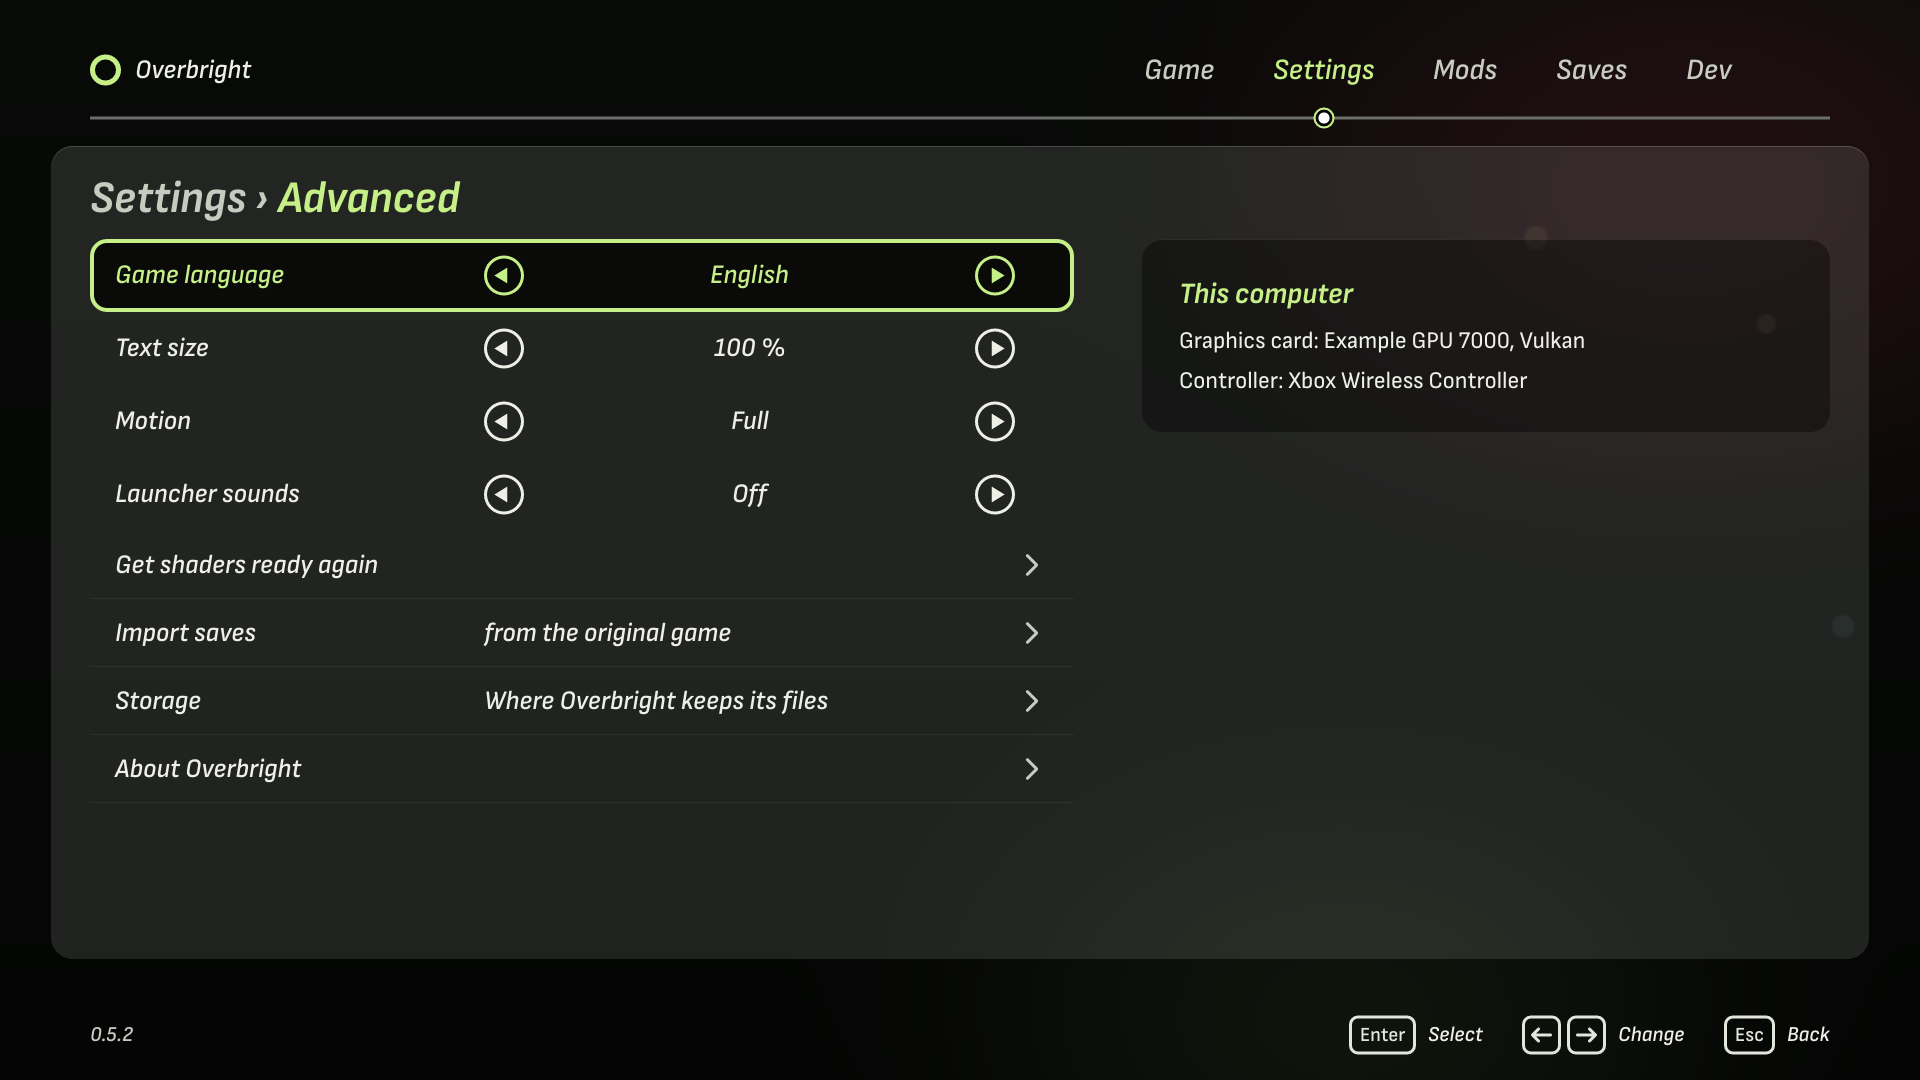 Overbright
Game Settings Mods Saves Dev
Settings › Advanced
Game language English
Text size 100 %
Motion Full
Launcher sounds Off
Get shaders ready again
Import saves from the original game
Storage Where Overbright keeps its files
About Overbright
This computer
Graphics card: Example GPU 7000, Vulkan
Controller: Xbox Wireless Controller
0.5.2
Enter Select ← → Change Esc Back